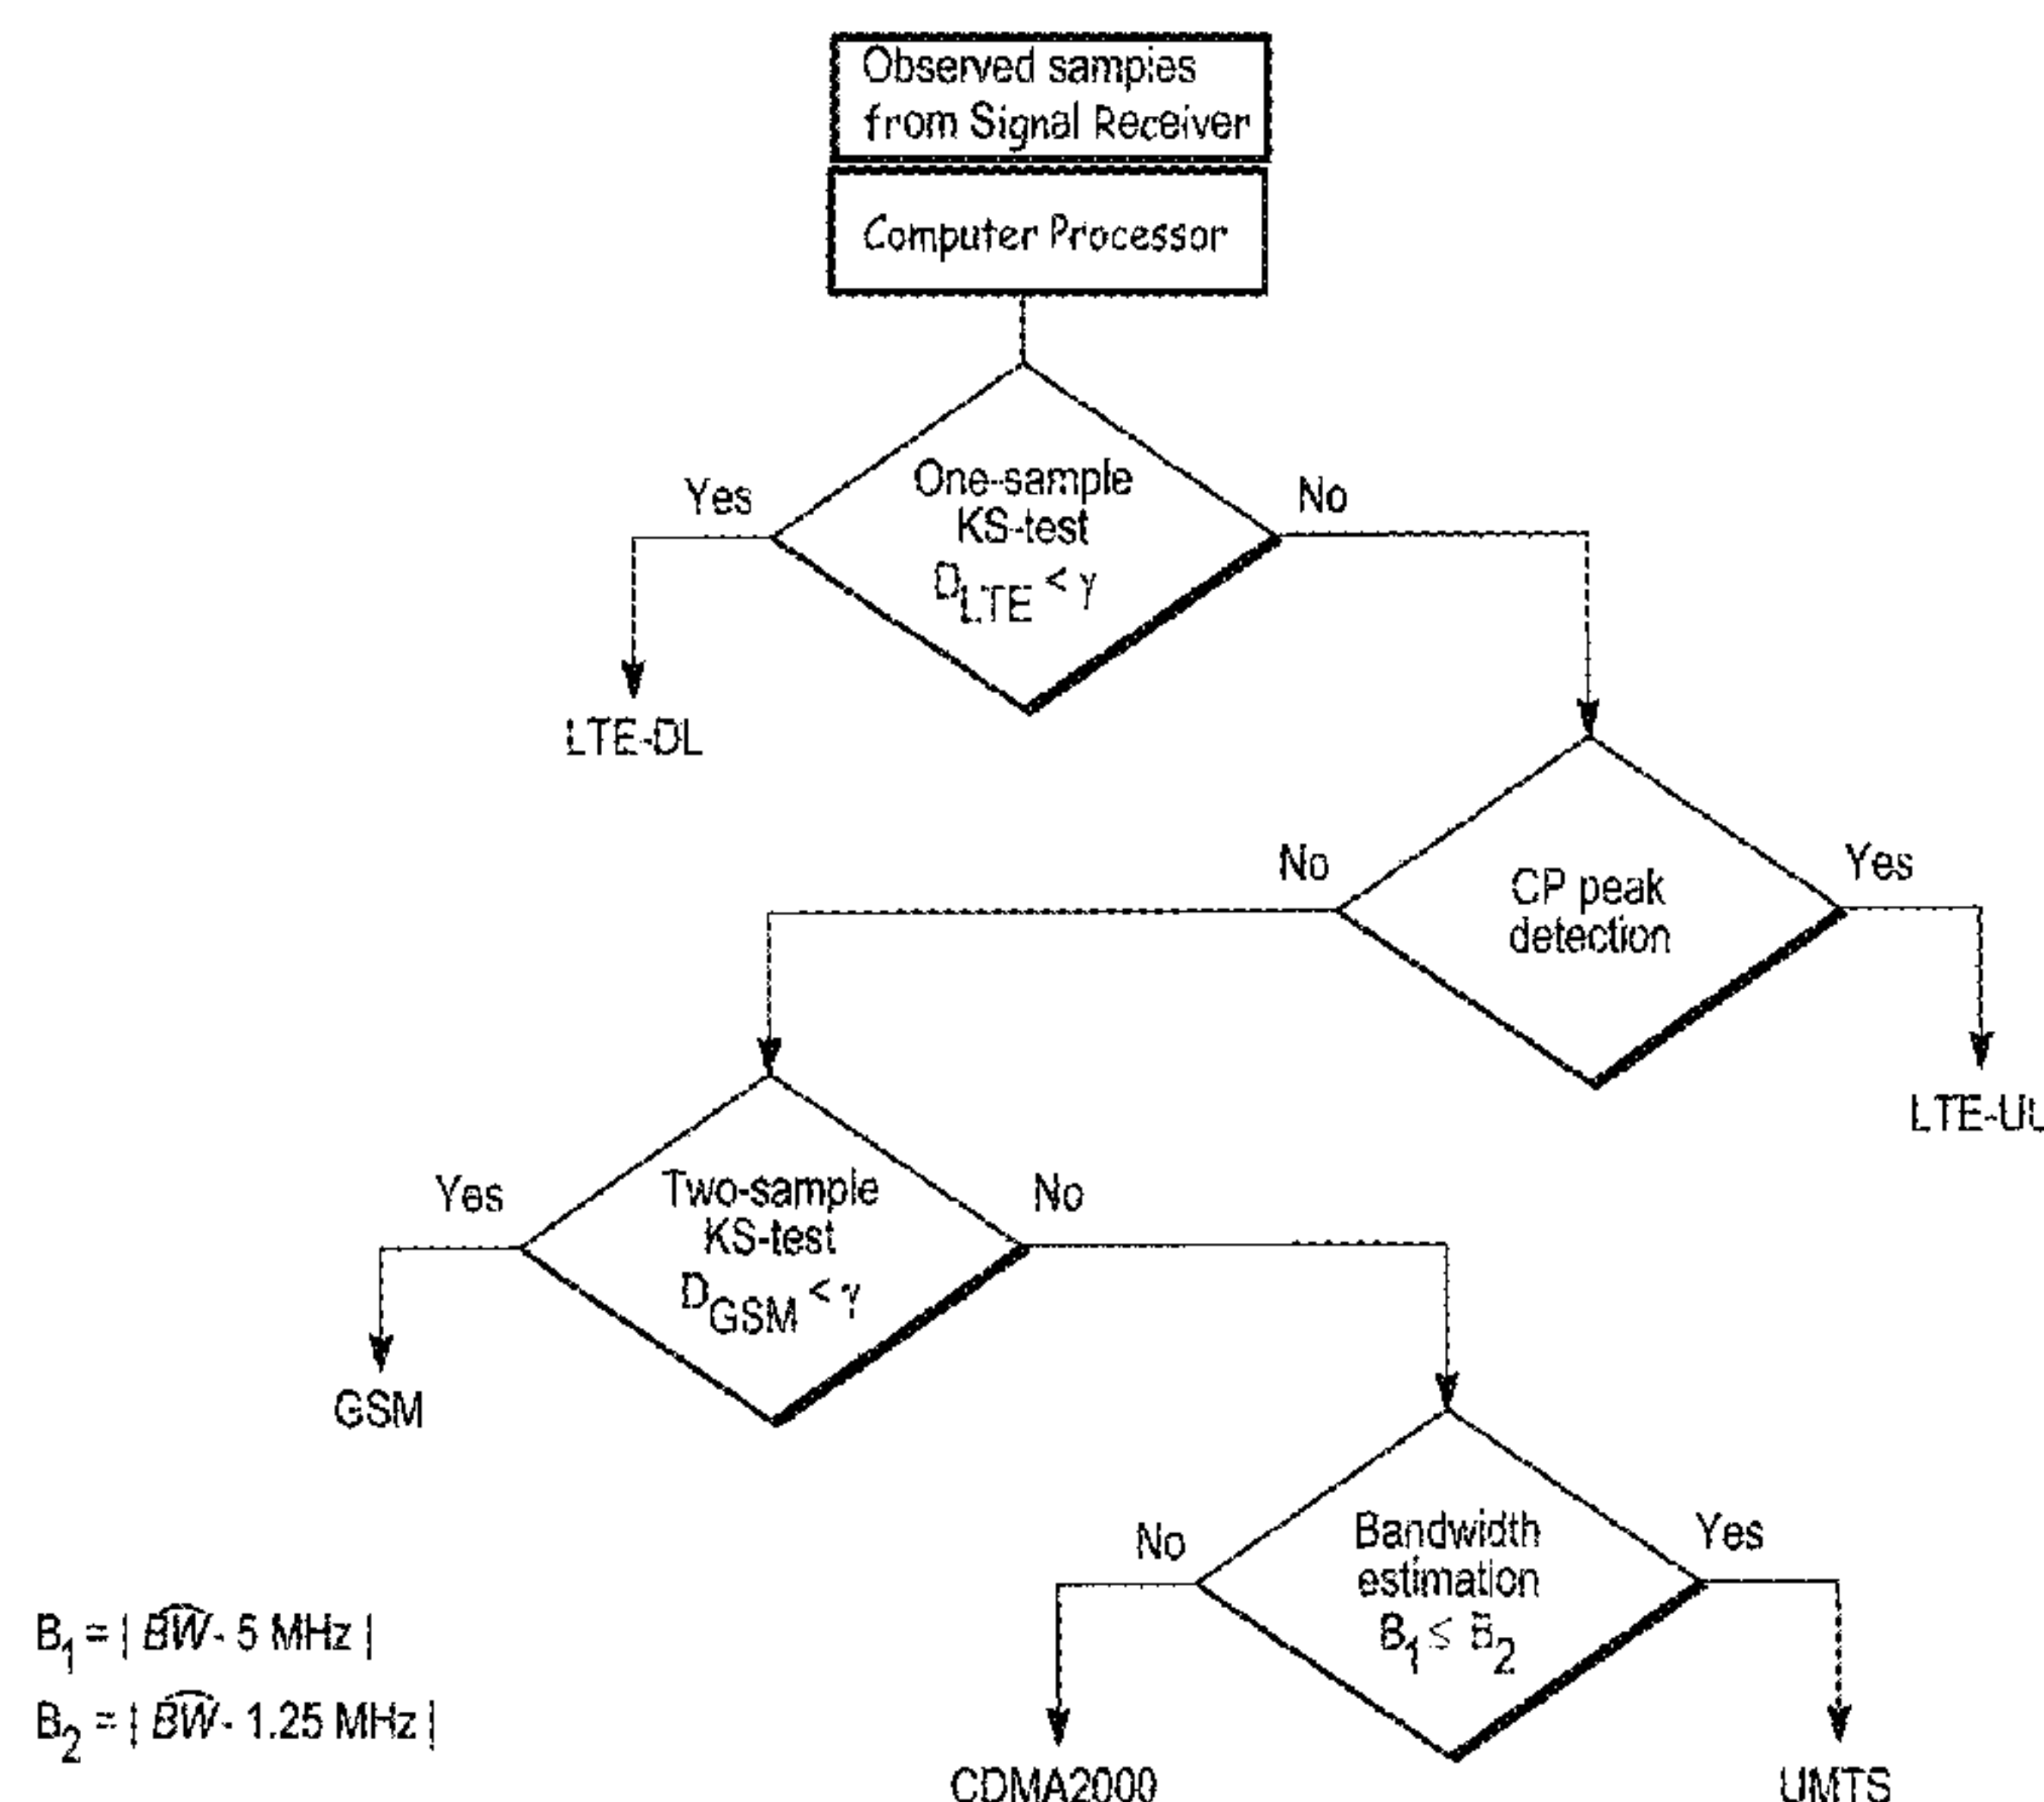 Observed sampies
from Signal Receiver
Computer Processor
Yes
One-sample
KS-test
D_LTE < γ
No
LTE-DL
No
CP peak
detection
Yes
LTE-UL
Yes
Two-sample
KS-test
D_GSM < γ
No
GSM
No
Bandwidth
estimation
B_1 ≤ B_2
Yes
B_1 = | BW - 5 MHz |
B_2 = | BW - 1.25 MHz |
CDMA2000
UMTS